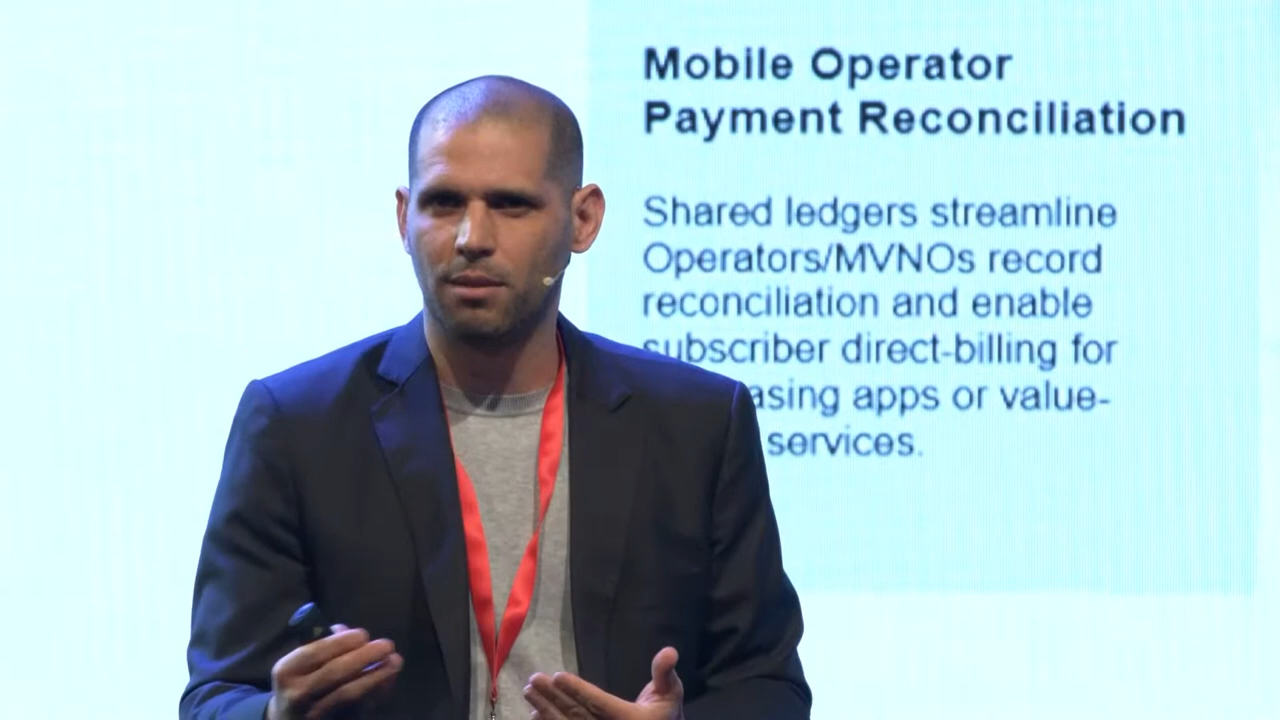 Mobile Operator
Payment Reconciliation
Shared ledgers streamline
Operators/MVNOs record
reconciliation and enable
subscriber direct-billing for
apps or value-
services.